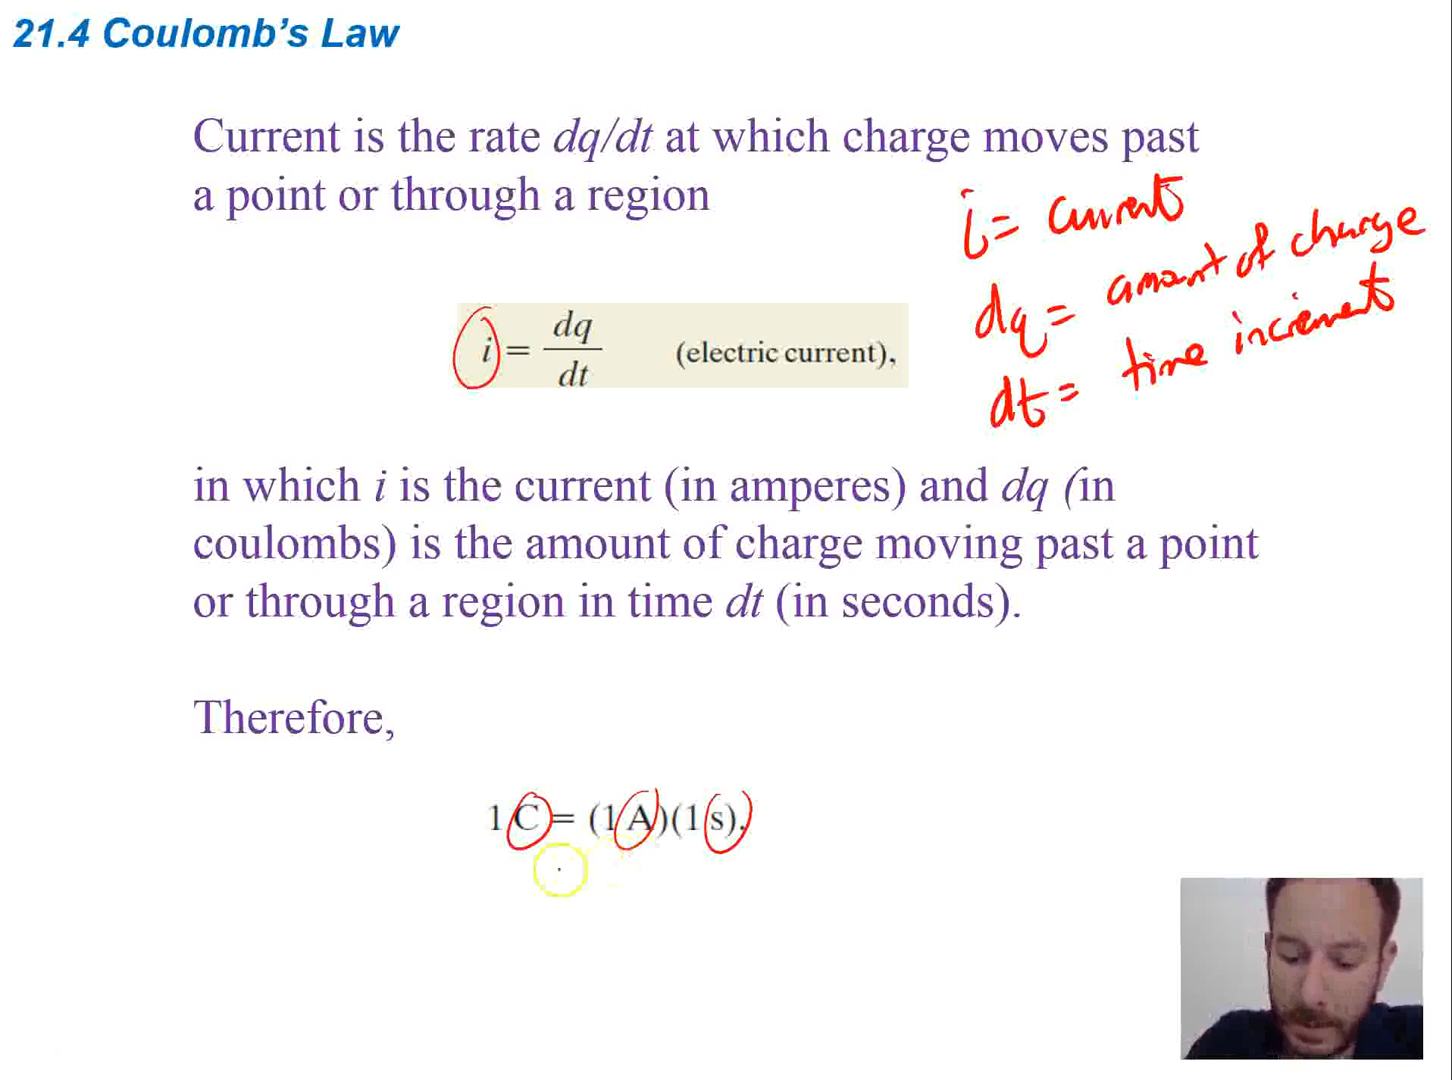 21.4 Coulomb's Law
Current is the rate dq/dt at which charge moves past
a point or through a region
i = current
dq = amount of charge
dt = time increment
i = dq/dt (electric current),
in which i is the current (in amperes) and dq (in
coulombs) is the amount of charge moving past a point
or through a region in time dt (in seconds).
Therefore,
1 C = (1 A)(1 s).